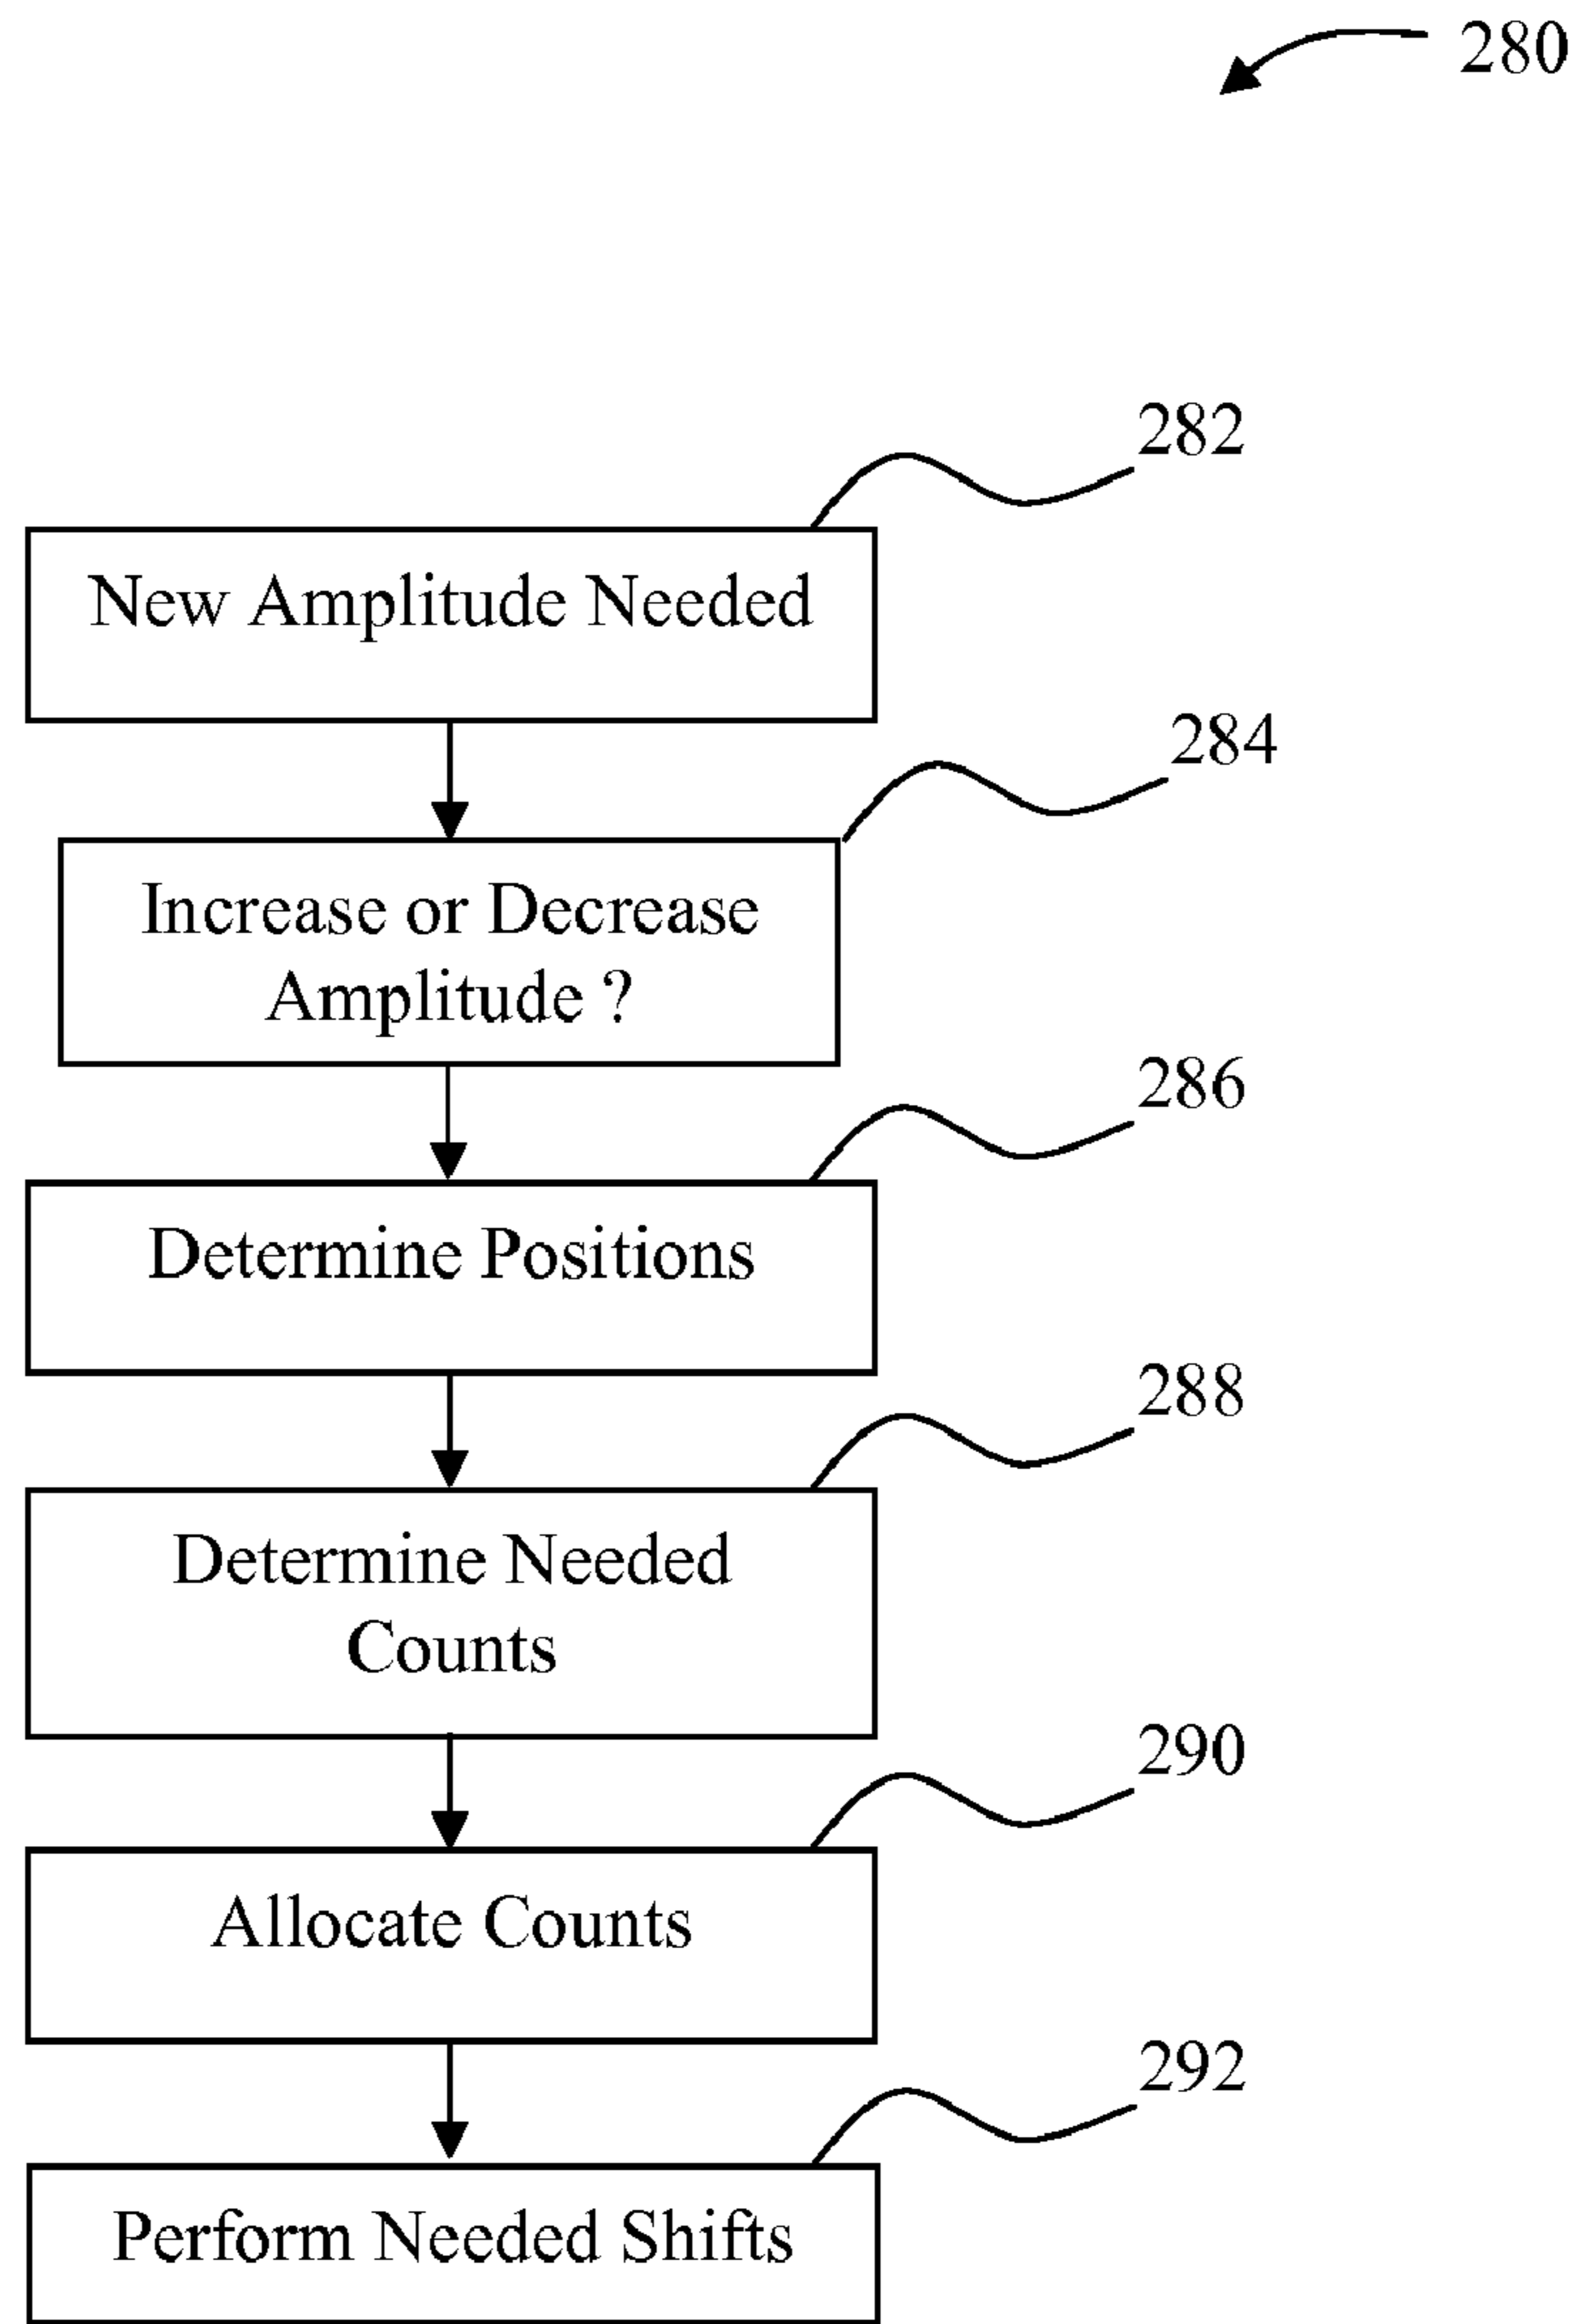 280
282
New Amplitude Needed
284
Increase or Decrease
Amplitude ?
286
Determine Positions
288
Determine Needed
Counts
290
Allocate Counts
292
Perform Needed Shifts